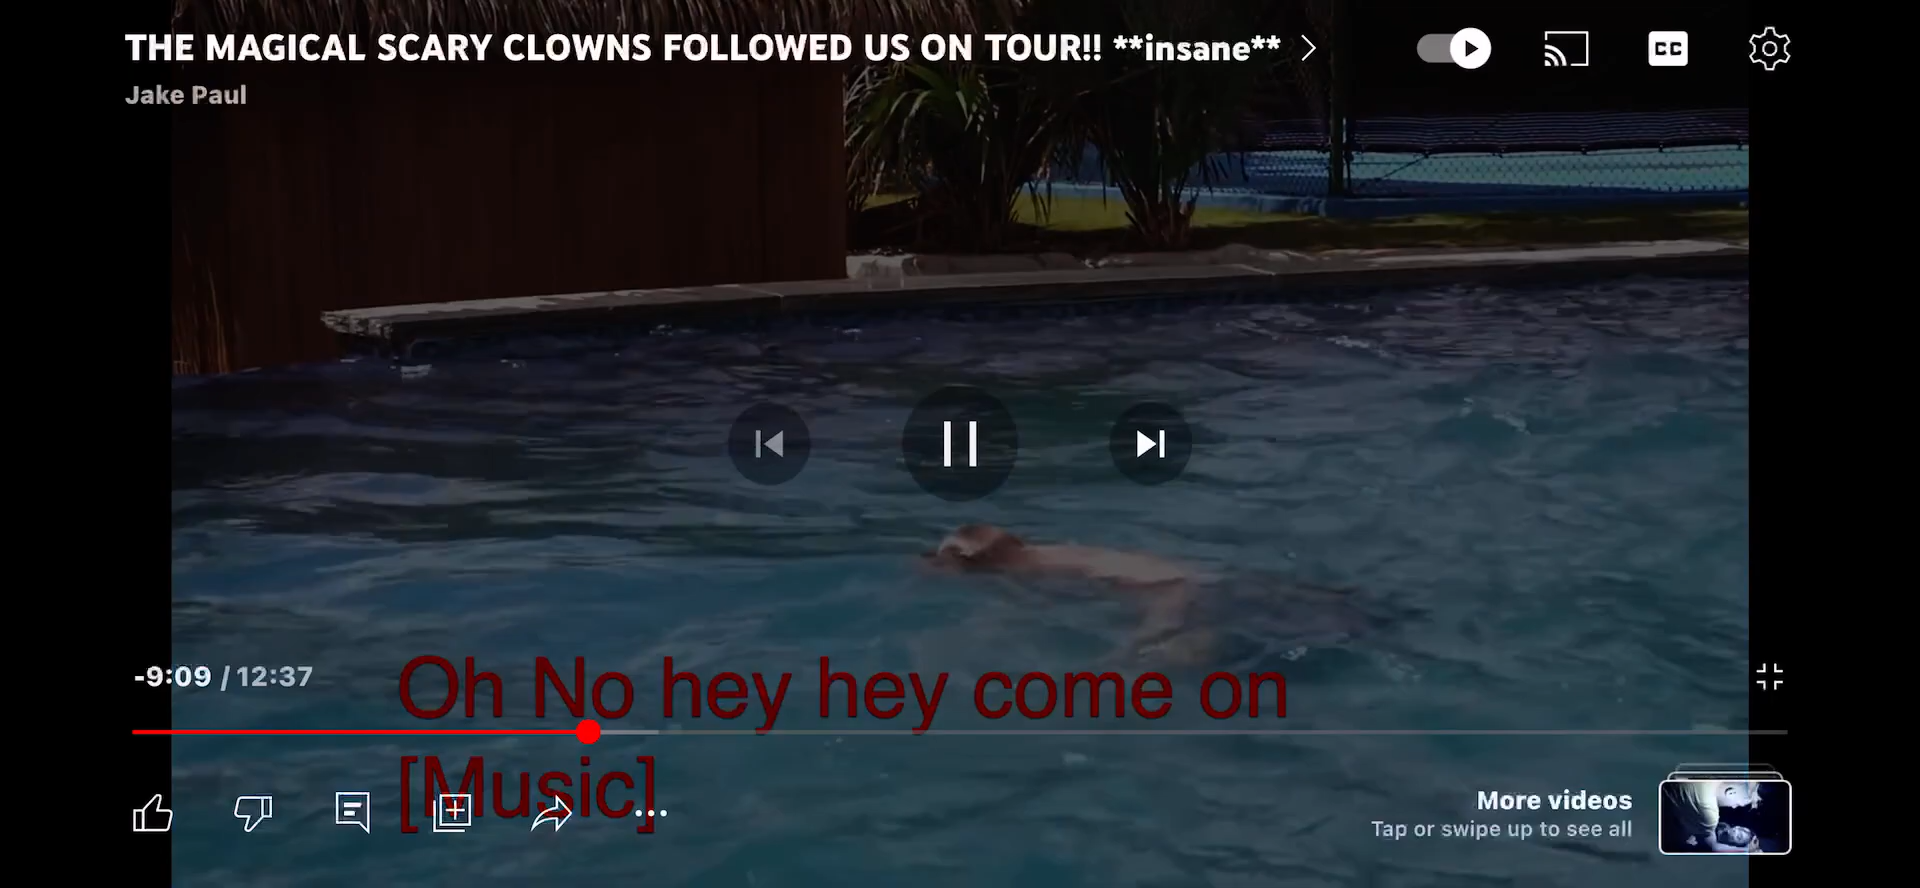 THE MAGICAL SCARY CLOWNS FOLLOWED US ON TOUR!! **insane**
Jake Paul
CC
-9:09 / 12:37
Oh No hey hey come on
[Music]
More videos
Tap or swipe up to see all